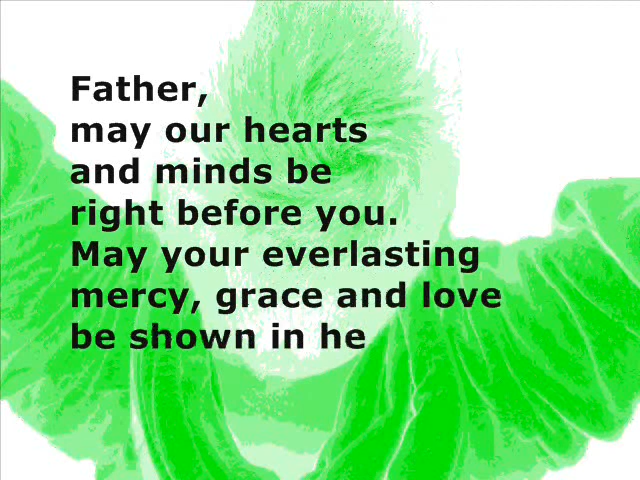 Father,
may our hearts
and minds be
right before you.
May your everlasting
mercy, grace and love
be shown in he